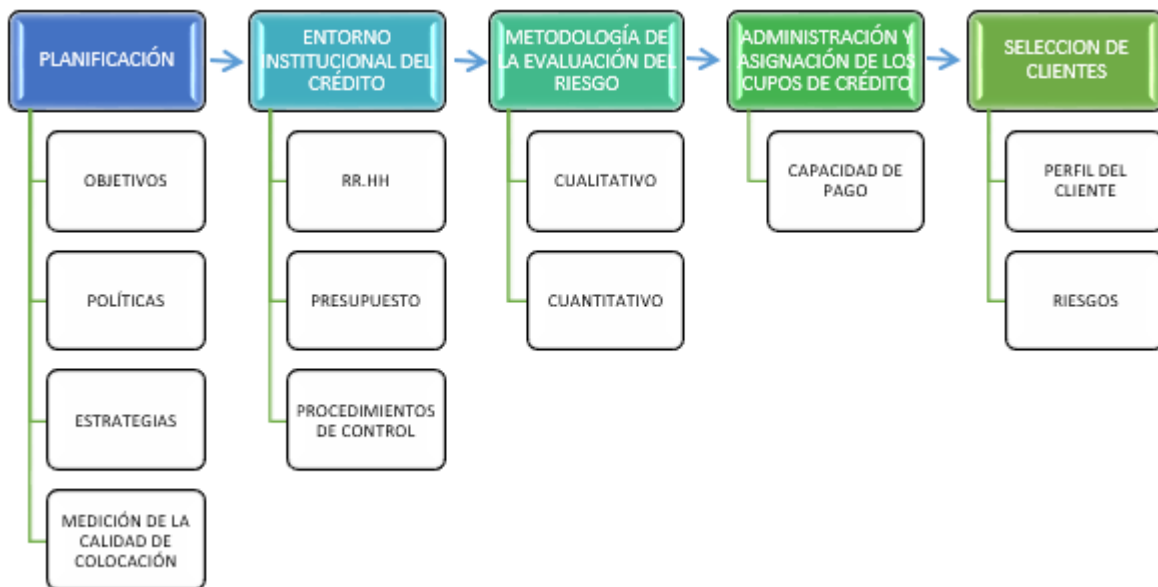 PLANIFICACIÓN
ENTORNO
INSTITUCIONAL DEL
CRÉDITO
METODOLOGÍA DE
LA EVALUACIÓN DEL
RIESGO
ADMINISTRACIÓN Y
ASIGNACIÓN DE LOS
CUPOS DE CRÉDITO
SELECCION DE
CLIENTES
OBJETIVOS
POLÍTICAS
ESTRATEGIAS
MEDICIÓN DE LA
CALIDAD DE
COLOCACIÓN
RR.HH
PRESUPUESTO
PROCEDIMIENTOS
DE CONTROL
CUALITATIVO
CUANTITATIVO
CAPACIDAD DE
PAGO
PERFIL DEL
CLIENTE
RIESGOS